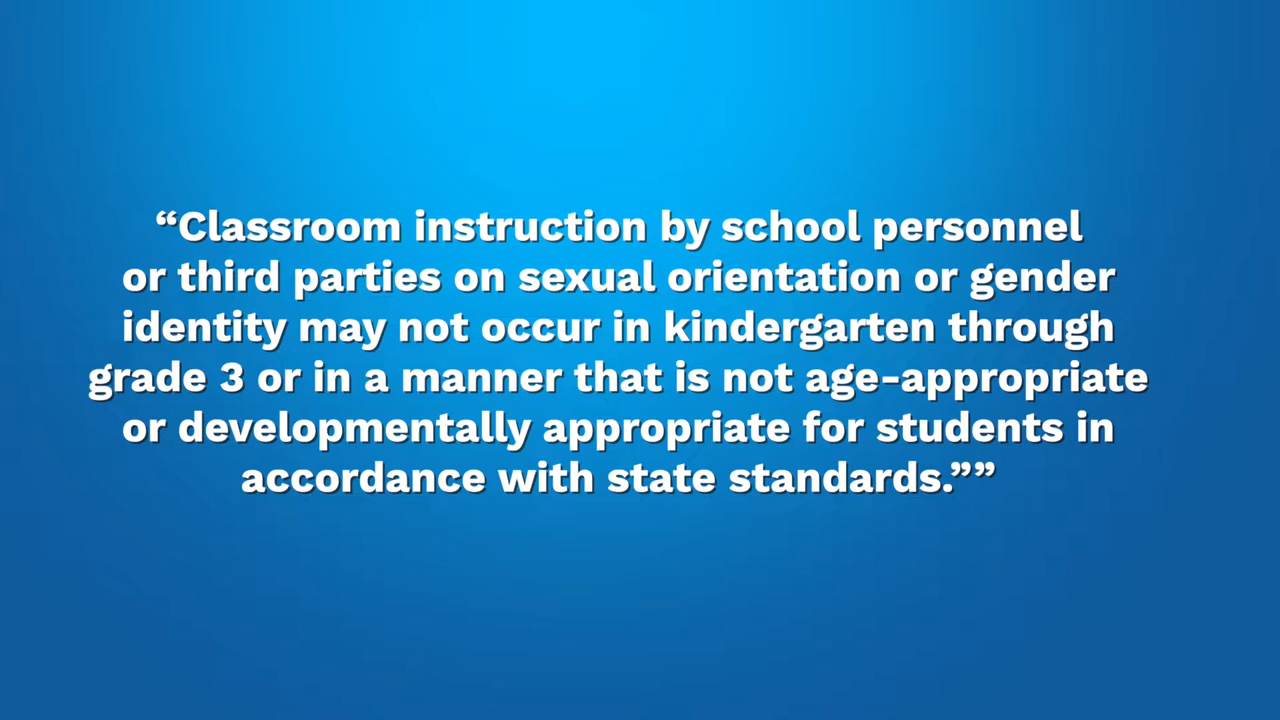 “Classroom instruction by school personnel
or third parties on sexual orientation or gender
identity may not occur in kindergarten through
grade 3 or in a manner that is not age-appropriate
or developmentally appropriate for students in
accordance with state standards.””